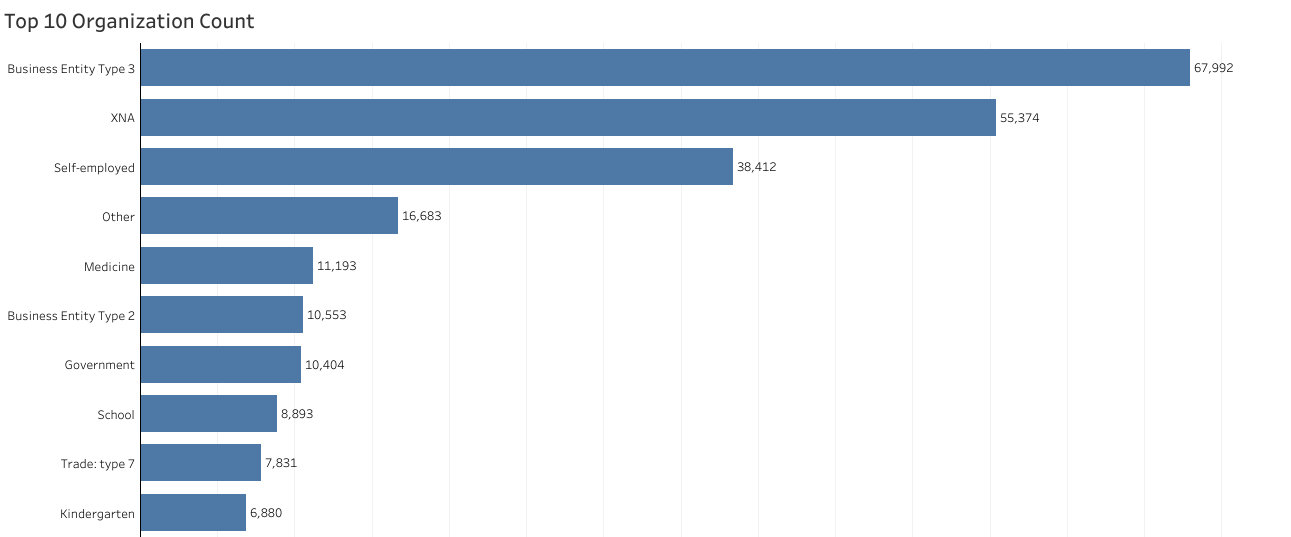 Top 10 Organization Count
Business Entity Type 3 67,992
XNA 55,374
Self-employed 38,412
Other 16,683
Medicine 11,193
Business Entity Type 2 10,553
Government 10,404
School 8,893
Trade: type 7 7,831
Kindergarten 6,880